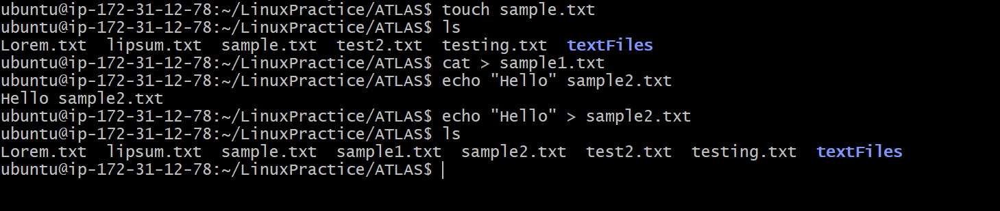 ubuntu@ip-172-31-12-78:~/LinuxPractice/ATLAS$ touch sample.txt
ubuntu@ip-172-31-12-78:~/LinuxPractice/ATLAS$ ls
Lorem.txt  lipsum.txt  sample.txt  test2.txt  testing.txt  textFiles
ubuntu@ip-172-31-12-78:~/LinuxPractice/ATLAS$ cat > sample1.txt
ubuntu@ip-172-31-12-78:~/LinuxPractice/ATLAS$ echo "Hello" sample2.txt
Hello sample2.txt
ubuntu@ip-172-31-12-78:~/LinuxPractice/ATLAS$ echo "Hello" > sample2.txt
ubuntu@ip-172-31-12-78:~/LinuxPractice/ATLAS$ ls
Lorem.txt  lipsum.txt  sample.txt  sample1.txt  sample2.txt  test2.txt  testing.txt  textFiles
ubuntu@ip-172-31-12-78:~/LinuxPractice/ATLAS$